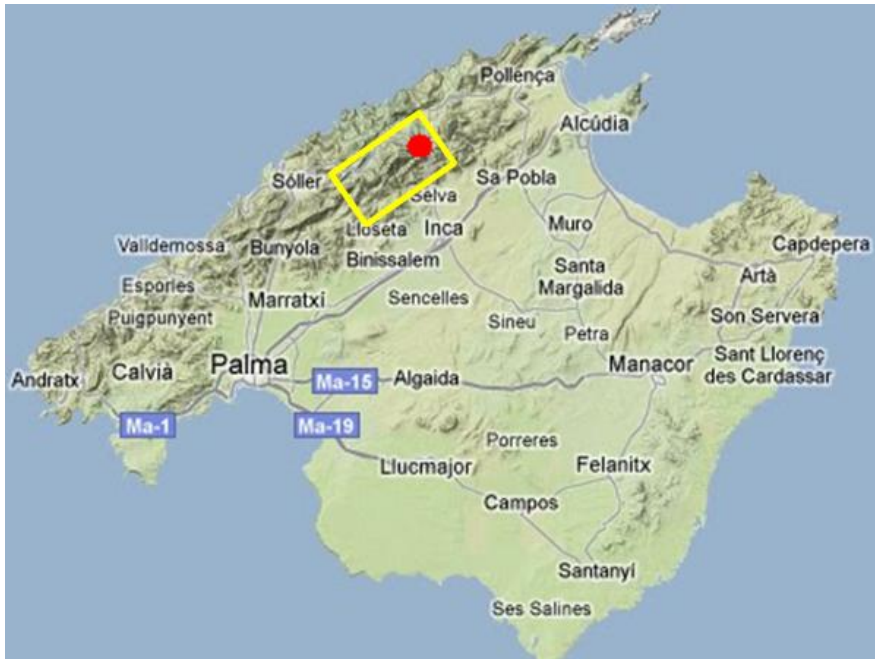 Pollença
Alcúdia
Sóller
Sa Pobla
Selva
Muro
Lloseta
Inca
Valldemossa
Bunyola
Capdepera
Binissalem
Santa
Margalida
Artà
Esporles
Marratxí
Sencelles
Puigpunyent
Sineu
Son Servera
Petra
Palma
Manacor
Sant Llorenç
des Cardassar
Andratx
Calvià
Ma-15
Algaida
Ma-1
Ma-19
Porreres
Llucmajor
Felanitx
Campos
Santanyí
Ses Salines